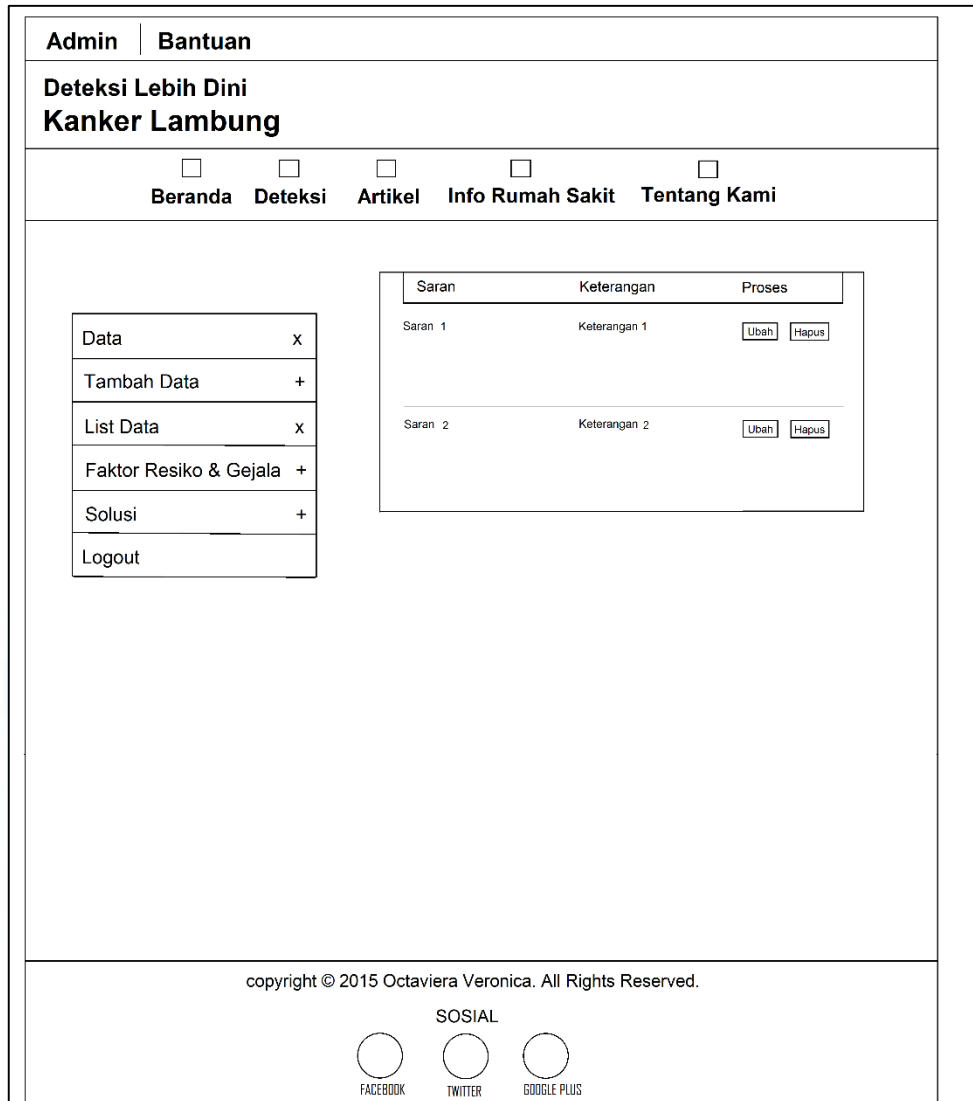 Admin Bantuan
Deteksi Lebih Dini
Kanker Lambung
Beranda Deteksi Artikel Info Rumah Sakit Tentang Kami
Data x
Tambah Data +
List Data x
Faktor Resiko & Gejala +
Solusi +
Logout
Saran Keterangan Proses
Saran 1 Keterangan 1 Ubah Hapus
Saran 2 Keterangan 2 Ubah Hapus
copyright © 2015 Octaviera Veronica. All Rights Reserved.
SOSIAL
FACEBOOK TWITTER GOOGLE PLUS